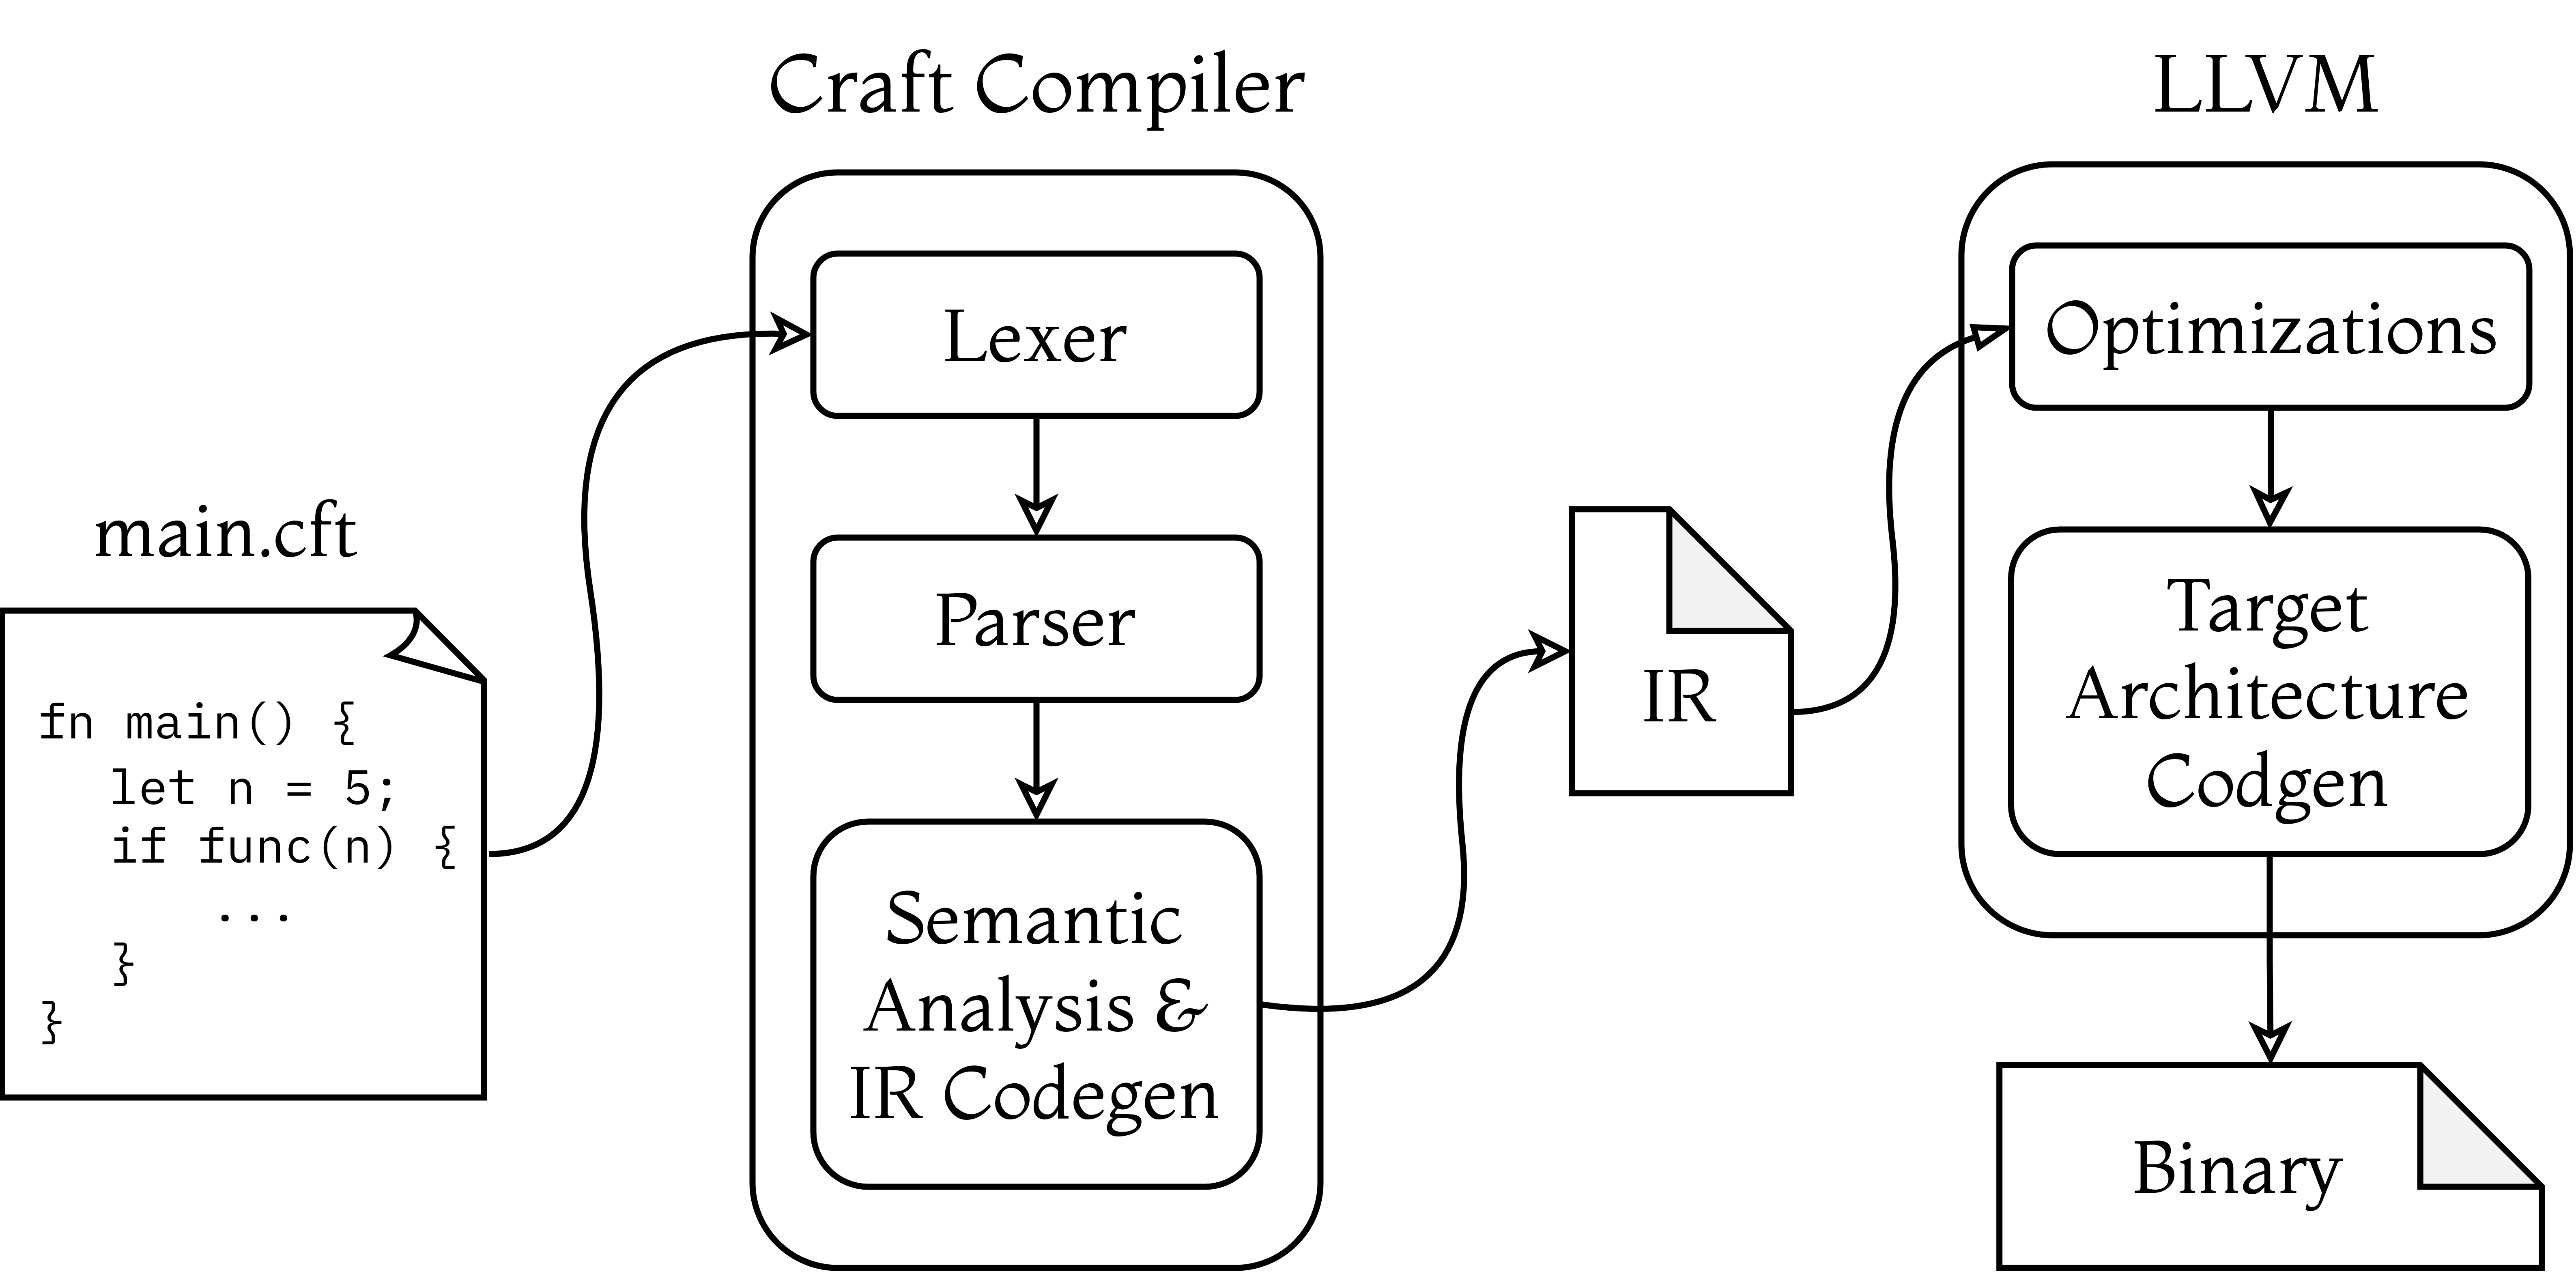 main.cft
fn main() {
let n = 5;
if func(n) {
...
}
}
Craft Compiler
Lexer
Parser
Semantic
Analysis &
IR Codegen
IR
LLVM
Optimizations
Target
Architecture
Codgen
Binary